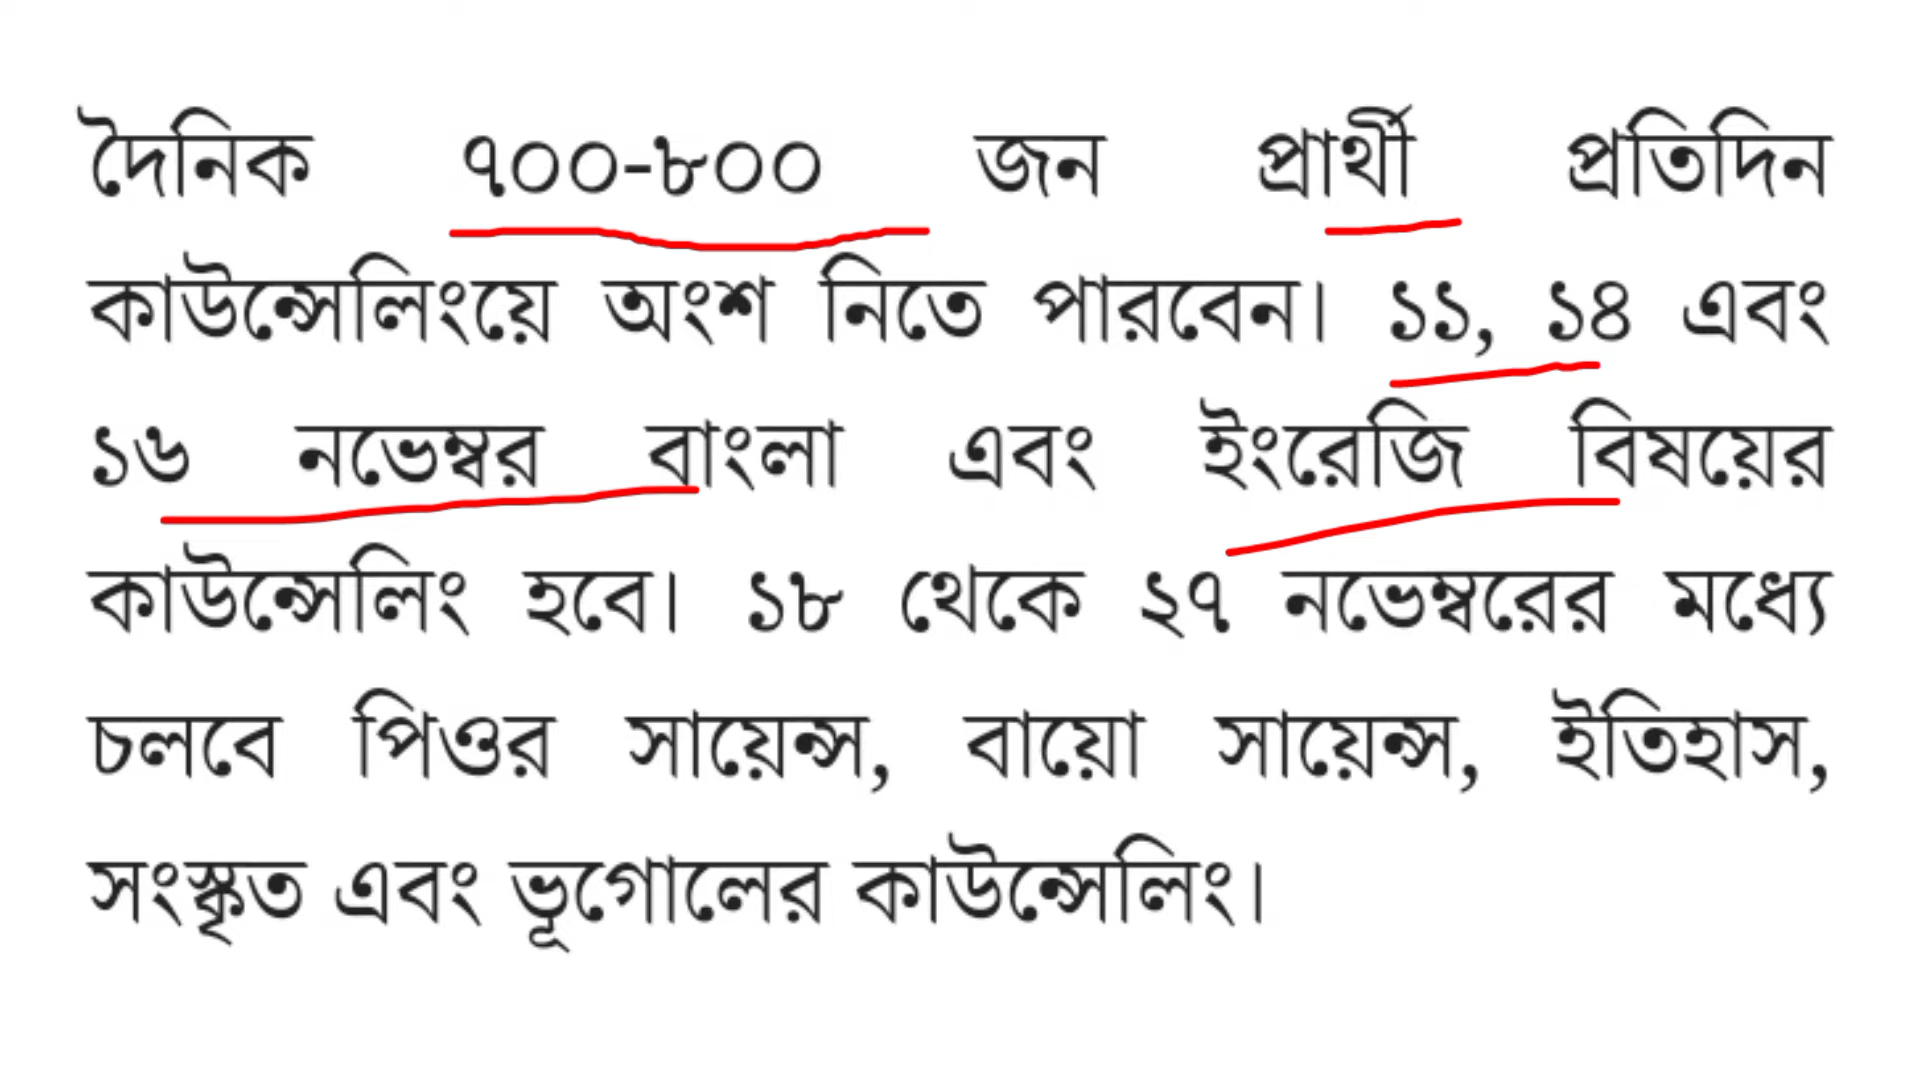 দৈনিক ৭০০-৮০০ জন প্রার্থী প্রতিদিন
কাউন্সেলিংয়ে অংশ নিতে পারবেন। ১১, ১৪ এবং
১৬ নভেম্বর বাংলা এবং ইংরেজি বিষয়ের
কাউন্সেলিং হবে। ১৮ থেকে ২৭ নভেম্বরের মধ্যে
চলবে পিওর সায়েন্স, বায়ো সায়েন্স, ইতিহাস,
সংস্কৃত এবং ভূগোলের কাউন্সেলিং।